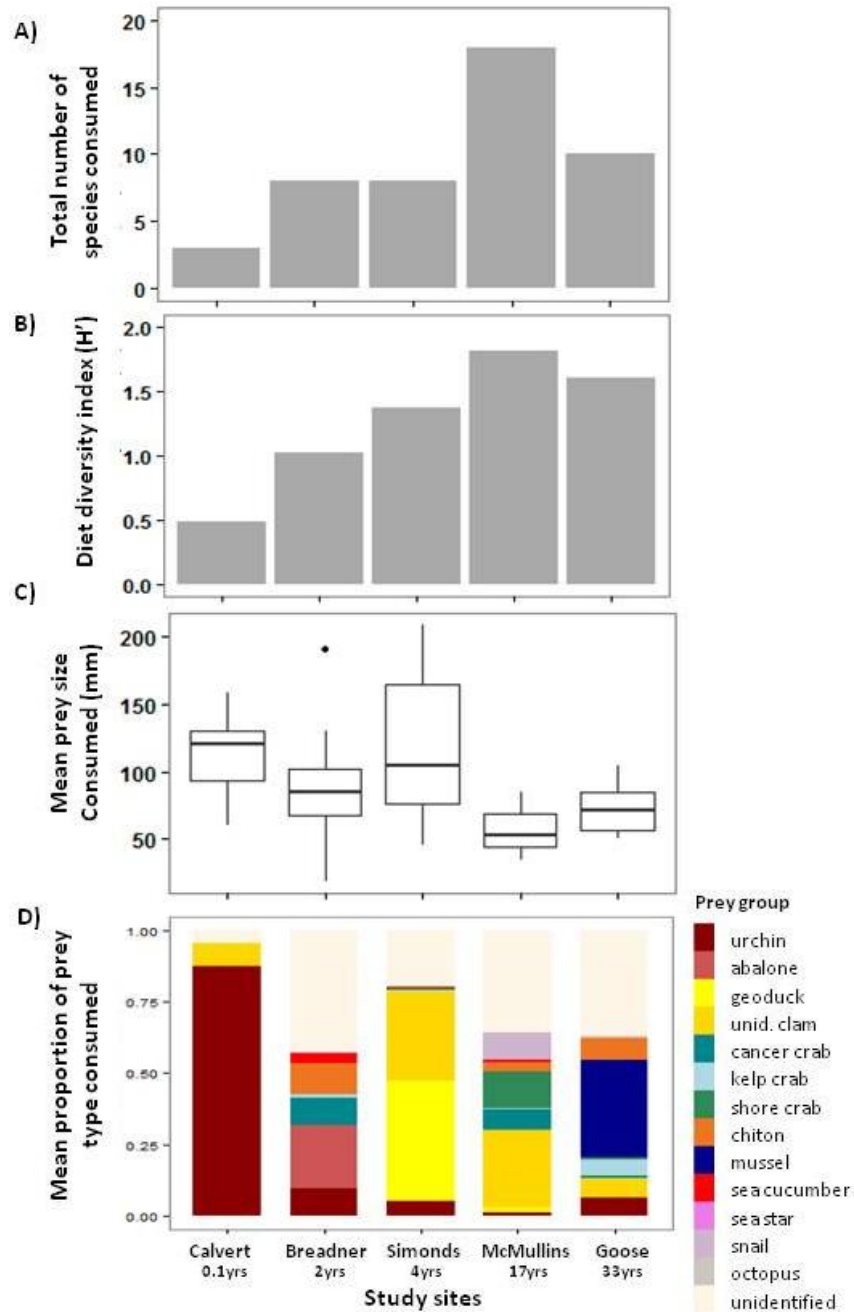 A)
Total number of
species consumed
20
15
10
5
0
B)
Diet diversity index (H')
2.0
1.5
1.0
0.5
0.0
C)
Mean prey size
Consumed (mm)
200
150
100
50
D)
Mean proportion of prey
type consumed
1.00
0.75
0.50
0.25
0.00
Calvert Breadner Simonds McMullins Goose
0.1yrs 2yrs 4yrs 17yrs 33yrs
Study sites
Prey group
urchin
abalone
geoduck
unid. clam
cancer crab
kelp crab
shore crab
chiton
mussel
sea cucumber
sea star
snail
octopus
unidentified